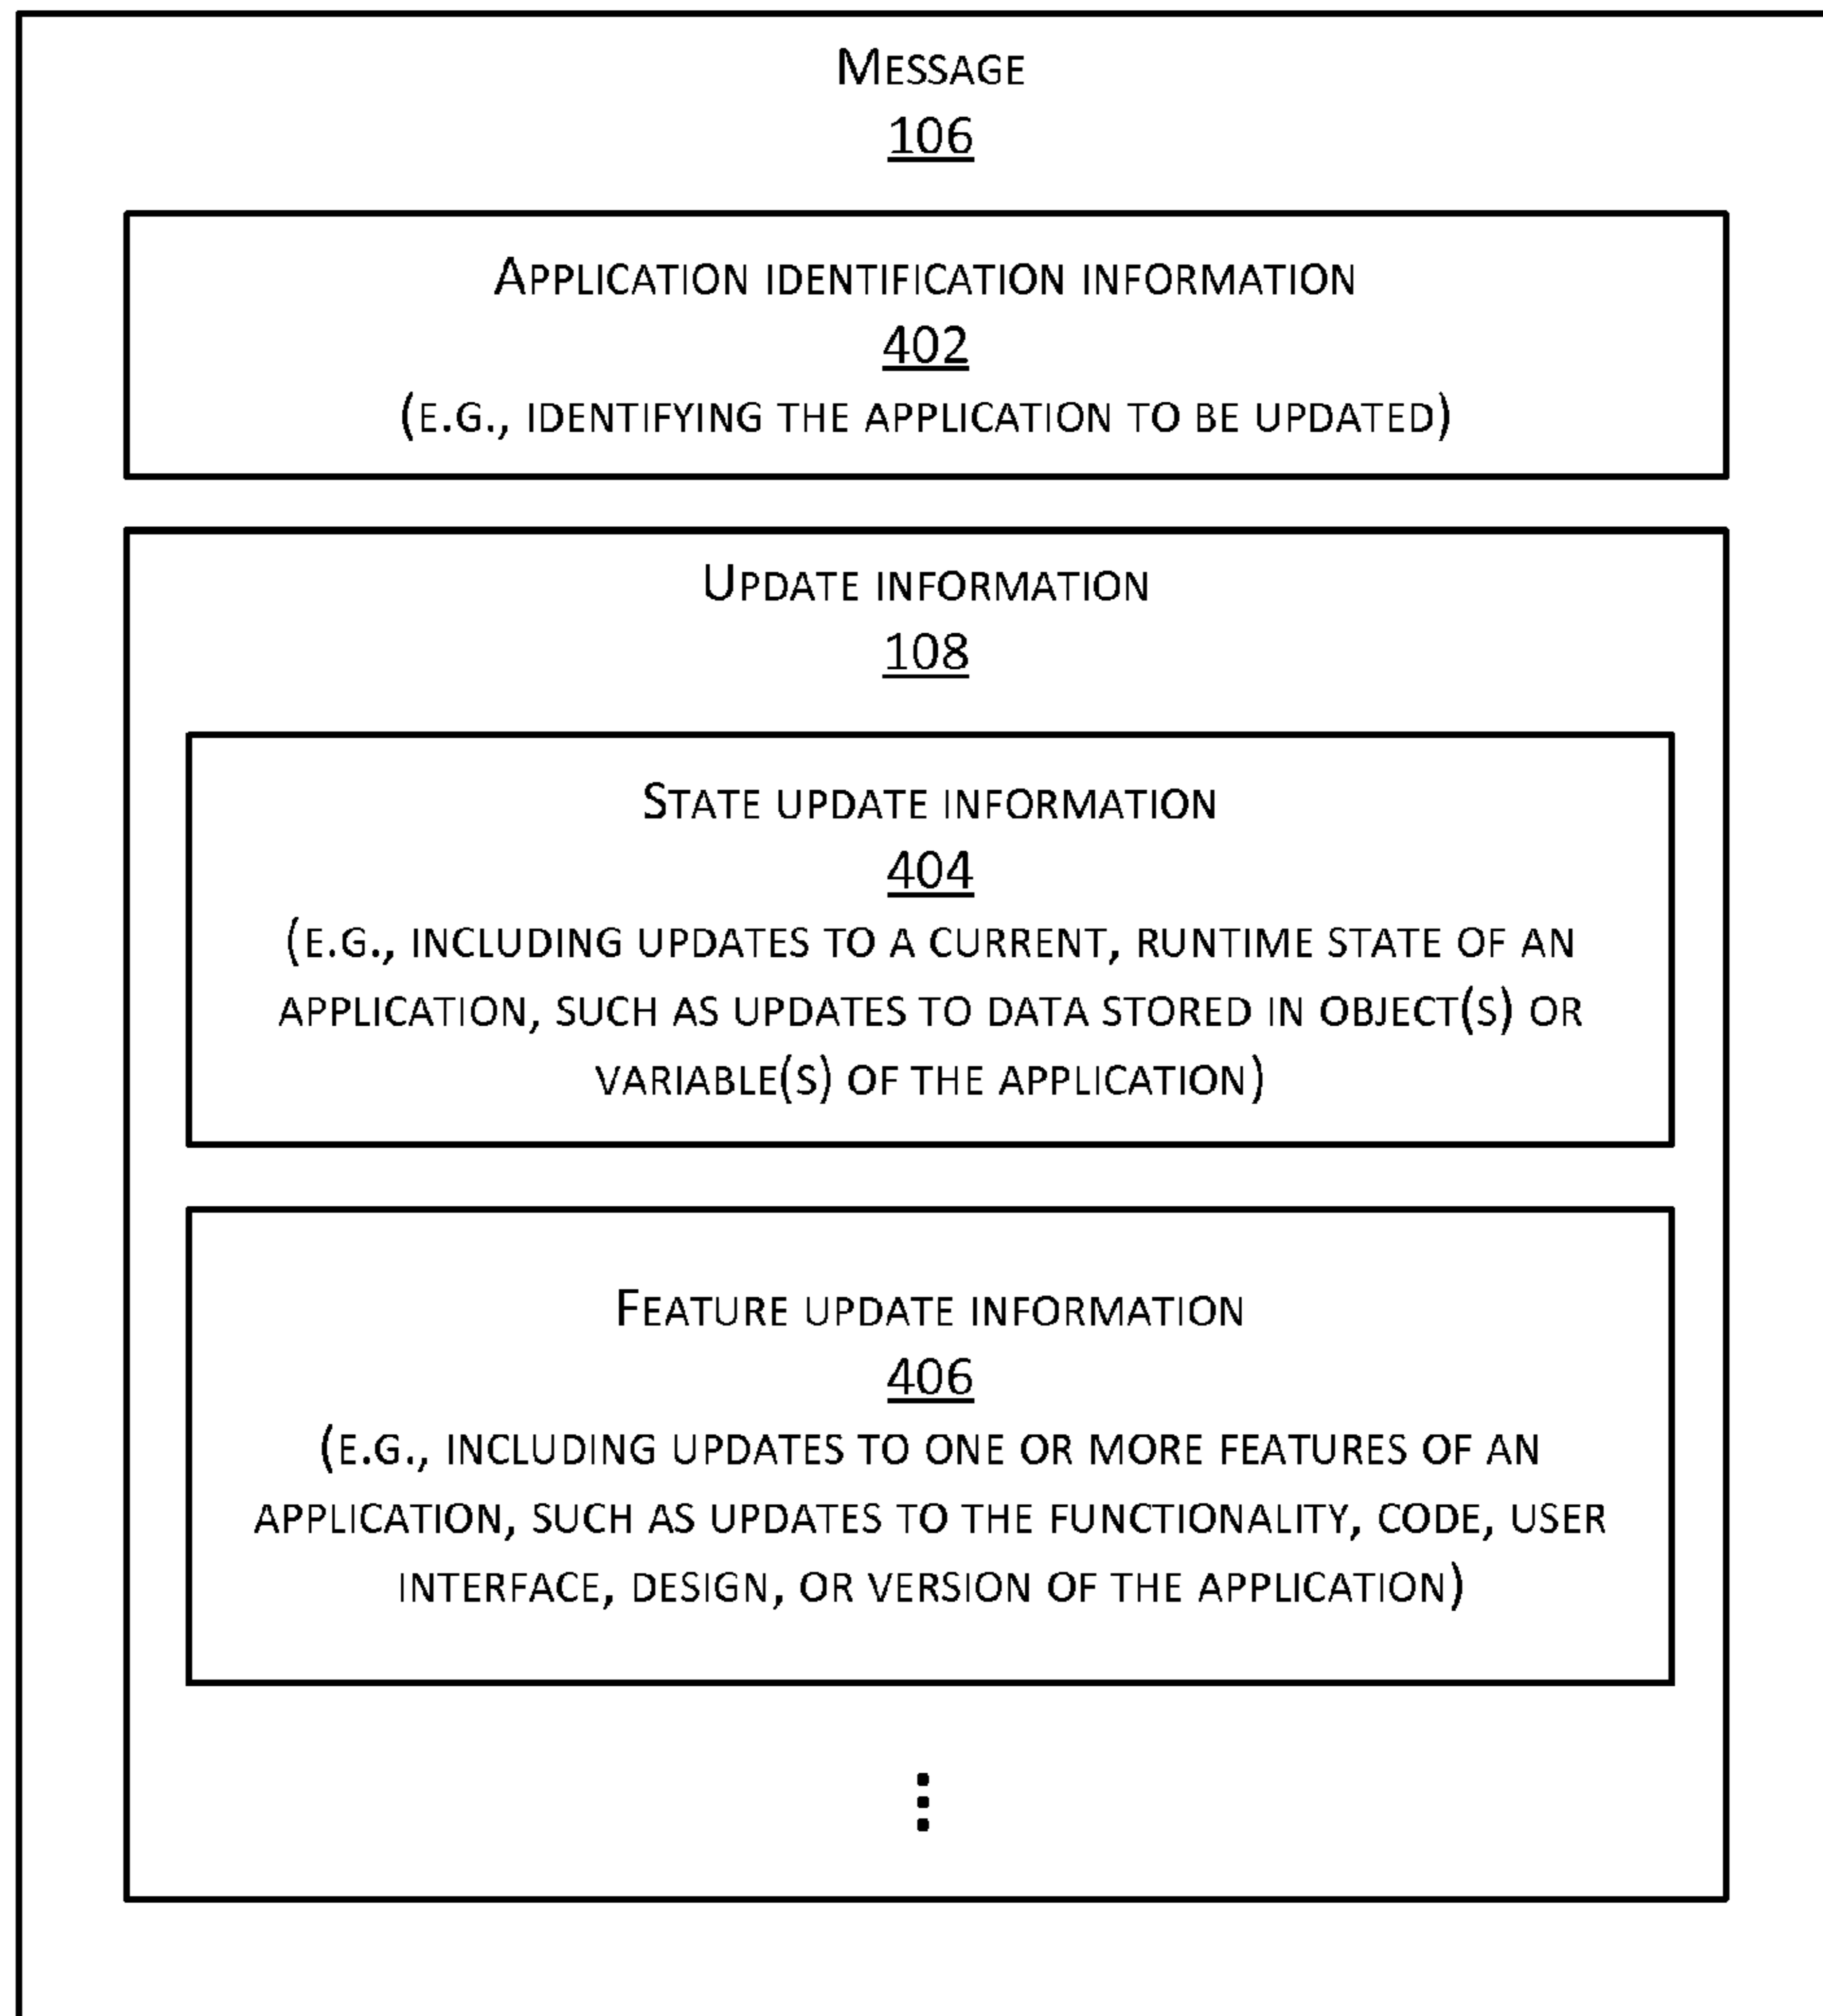 Message
106
Application identification information
402
(e.g., identifying the application to be updated)
Update information
108
State update information
404
(e.g., including updates to a current, runtime state of an
application, such as updates to data stored in object(s) or
variable(s) of the application)
Feature update information
406
(e.g., including updates to one or more features of an
application, such as updates to the functionality, code, user
interface, design, or version of the application)